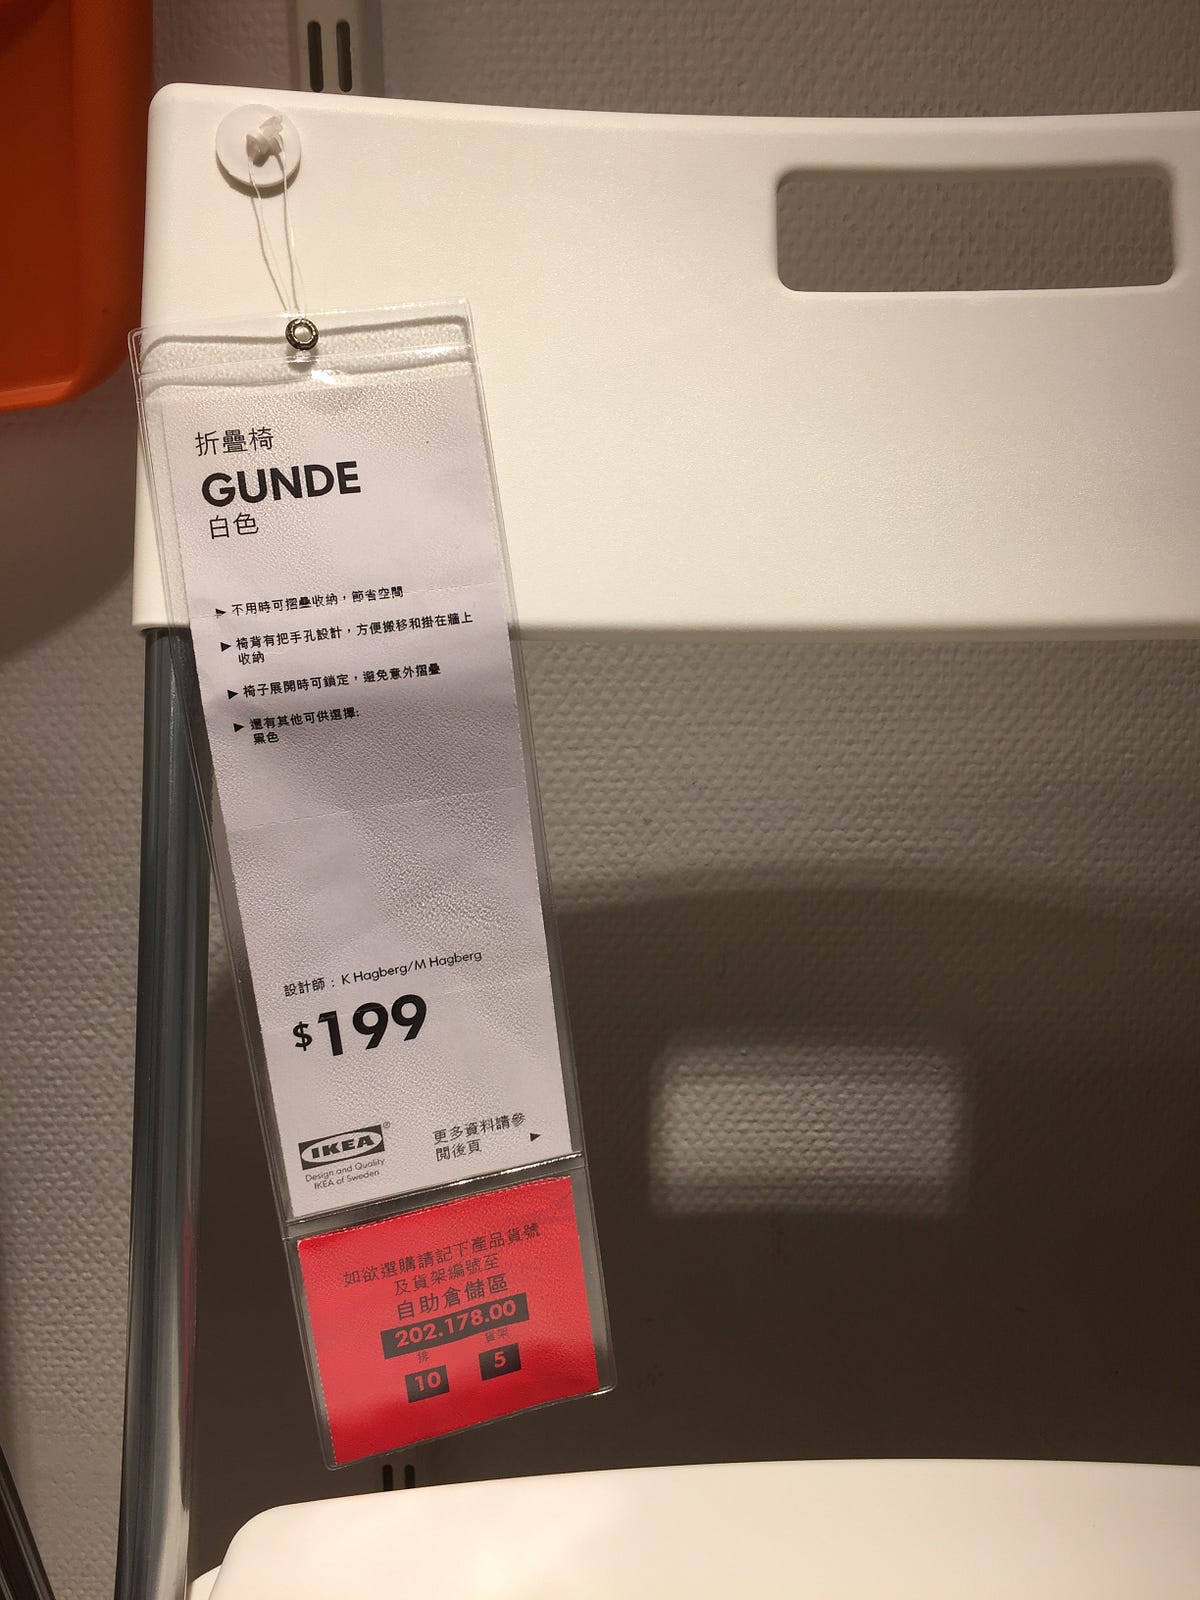 折疊椅
GUNDE
白色
▶ 不用時可摺疊收納，節省空間
▶ 椅背有把手孔設計，方便搬移和掛在牆上
收納
▶ 椅子展開時可鎖定，避免意外摺疊
▶ 還有其他可供選擇:
黑色
設計師：K Hagberg/M Hagberg
$199
IKEA®
Design and Quality
IKEA of Sweden
更多資料請參
閱後頁 ▶
如欲選購請記下產品貨號
及貨架編號至
自助倉儲區
202.178.00
排 貨架
10 5